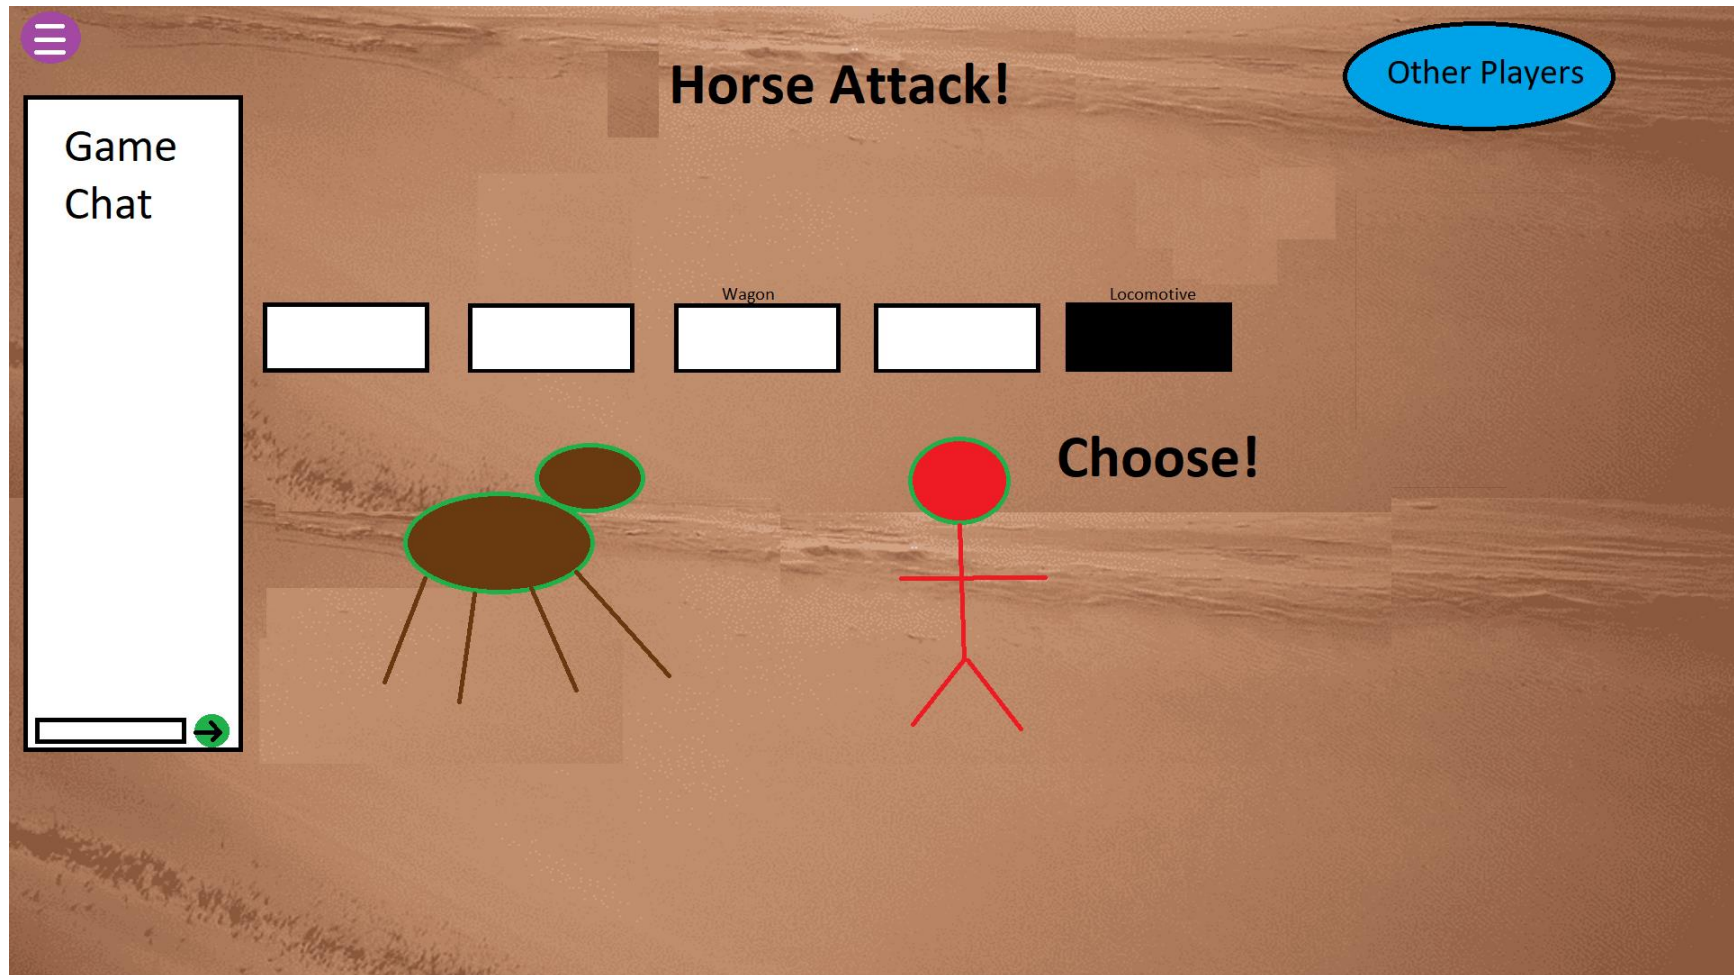 Horse Attack!
Other Players
Game
Chat
Wagon
Locomotive
Choose!